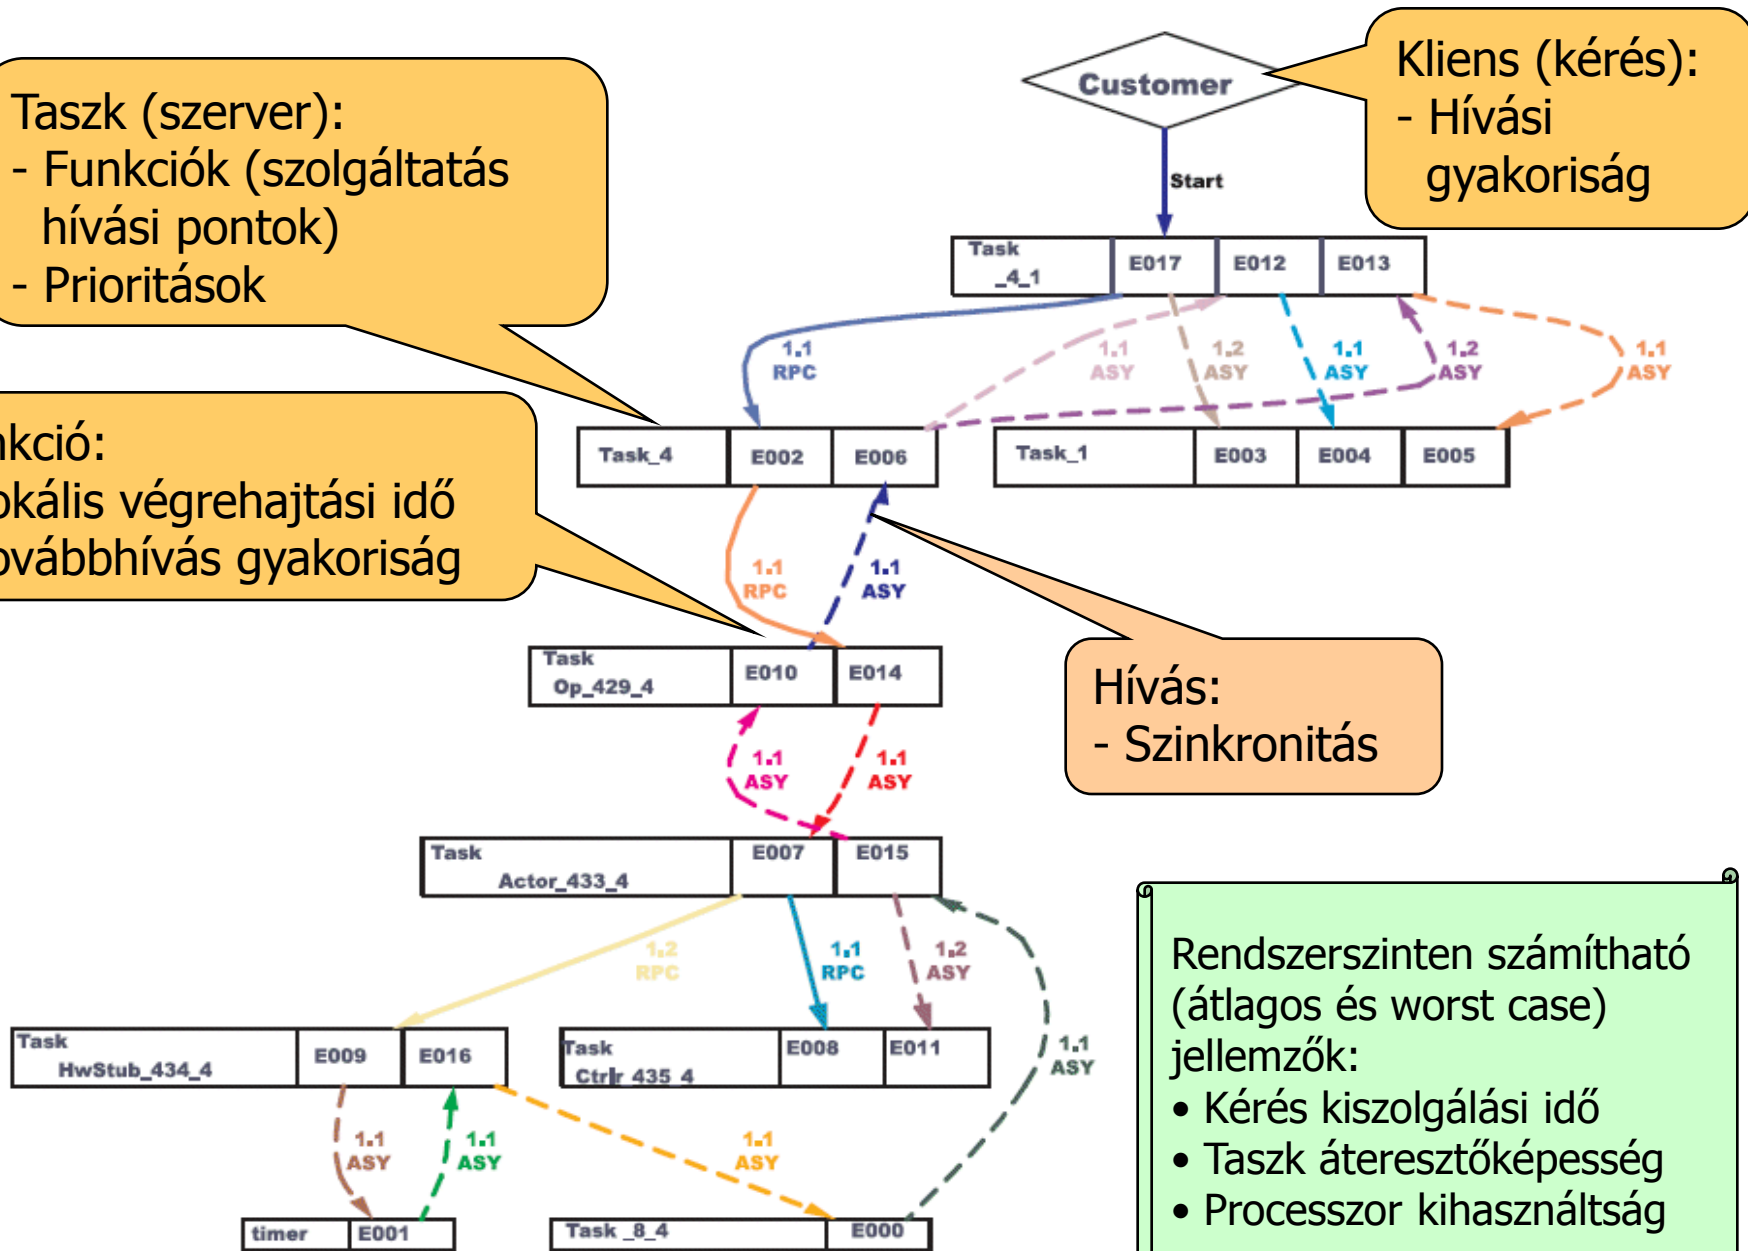 Customer
Kliens (kérés):
- Hívási
gyakoriság
Taszk (szerver):
- Funkciók (szolgáltatás
hívási pontok)
- Prioritások
Start
Task
_4_1
E017
E012
E013
1.1
RPC
1.1
ASY
1.2
ASY
1.1
ASY
1.2
ASY
1.1
ASY
nkció:
okális végrehajtási idő
ovábbhívás gyakoriság
Task_4
E002
E006
Task_1
E003
E004
E005
1.1
RPC
1.1
ASY
Task
Op_429_4
E010
E014
Hívás:
- Szinkronitás
1.1
ASY
1.1
ASY
Task
Actor_433_4
E007
E015
1.2
RPC
1.1
RPC
1.2
ASY
1.1
ASY
Task
HwStub_434_4
E009
E016
Task
Ctrlr_435_4
E008
E011
1.1
ASY
1.1
ASY
1.1
ASY
timer
E001
Task _8_4
E000
Rendszerszinten számítható
(átlagos és worst case)
jellemzők:
• Kérés kiszolgálási idő
• Taszk áteresztőképesség
• Processzor kihasználtság